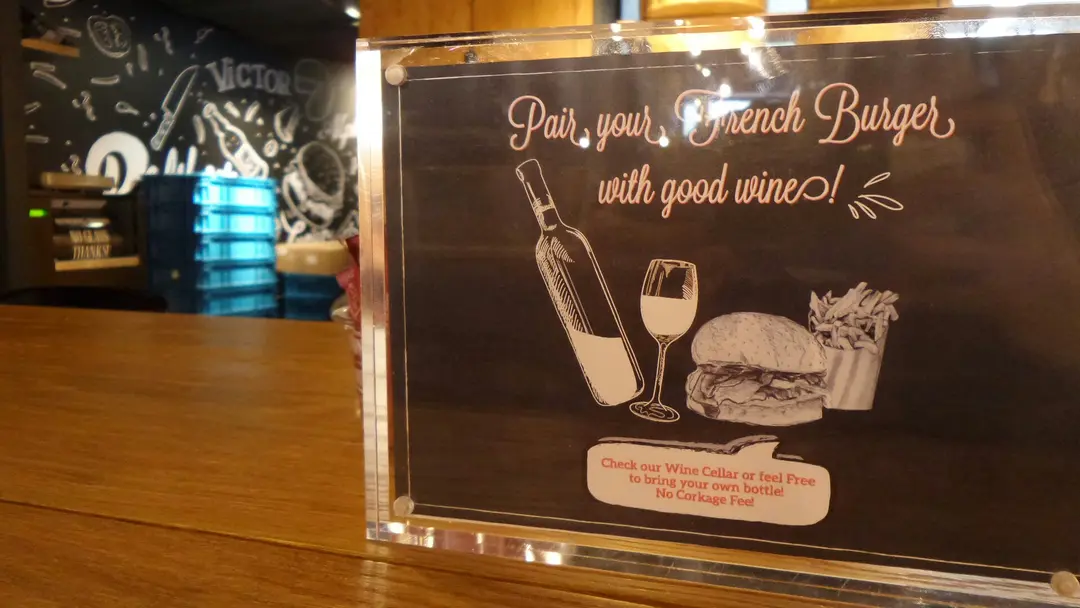 Pair your French Burger
with good wine!
Check our Wine Cellar or feel Free
to bring your own bottle!
No Corkage Fee!
VICTOR
THANKS!